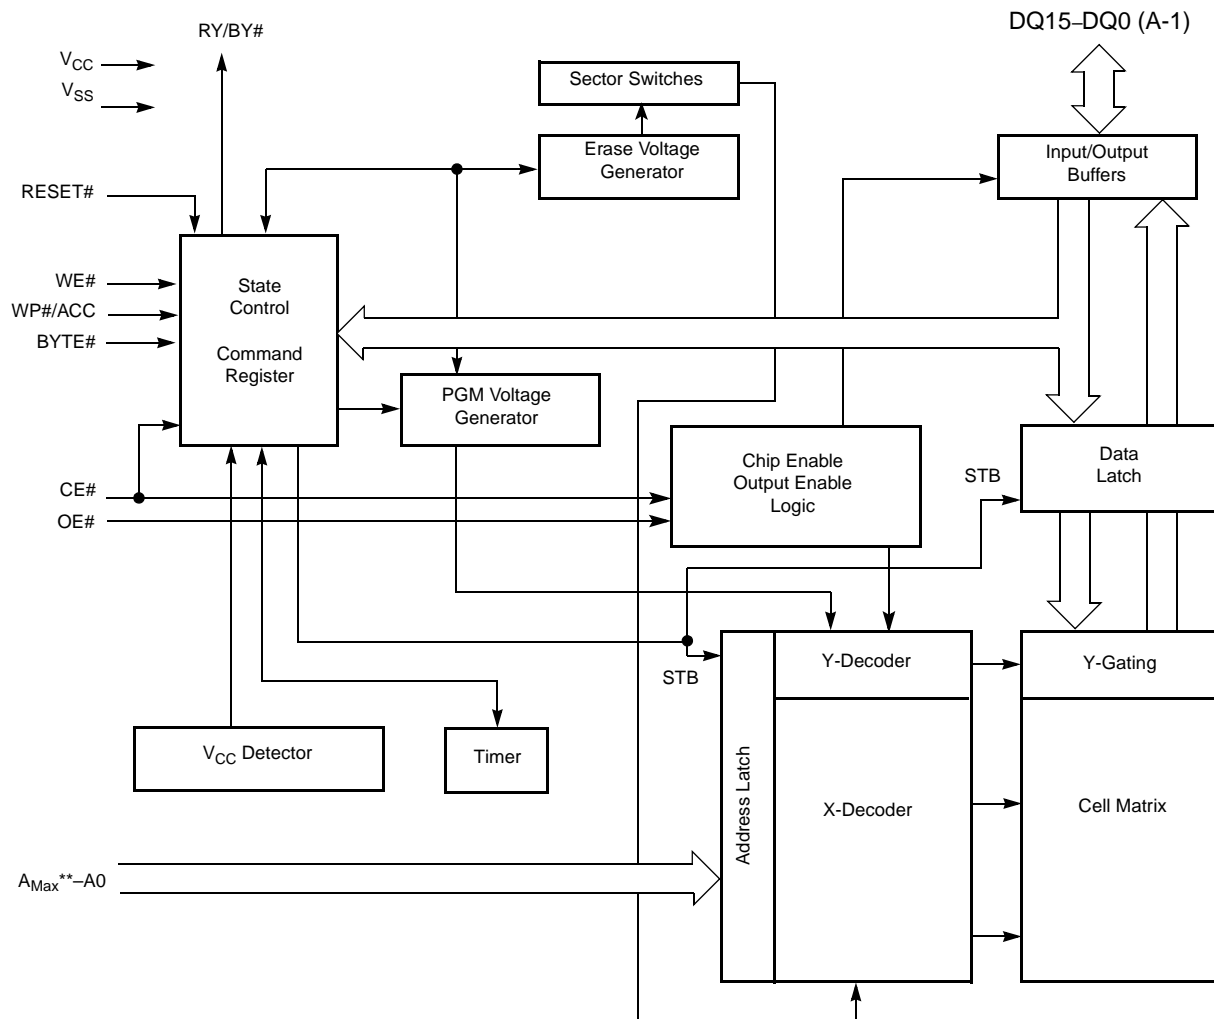 RY/BY#
DQ15–DQ0 (A-1)
VCC
VSS
Sector Switches
Erase Voltage
Generator
Input/Output
Buffers
RESET#
WE#
WP#/ACC
BYTE#
State
Control
Command
Register
PGM Voltage
Generator
Chip Enable
Output Enable
Logic
Data
Latch
STB
CE#
OE#
STB
Y-Decoder
Y-Gating
VCC Detector
Timer
Address Latch
X-Decoder
Cell Matrix
AMax**–A0